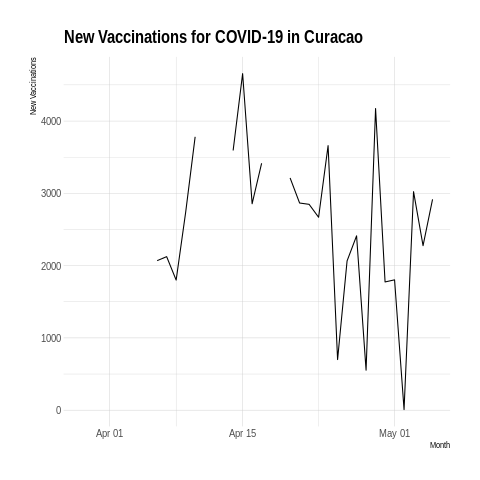 New Vaccinations for COVID-19 in Curacao
New Vaccinations
4000
3000
2000
1000
0
Apr 01
Apr 15
May 01
Month